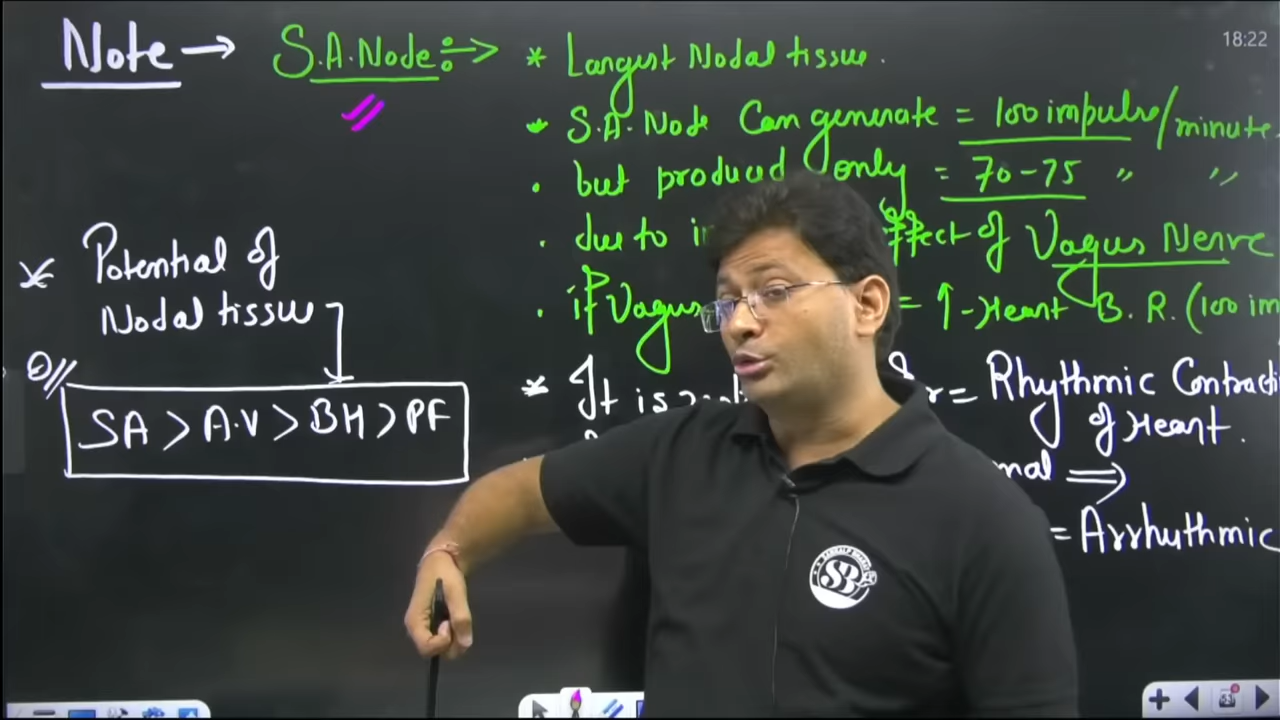 Note → S.A. Node :→ * Largest Nodal tissue.
18:22
* S.A. Node Can generate = 100 impulse/minute
• but produced only = 70-75 〃 〃
• due to effect of Vagus Nerve
• if Vagus = ↑-Heart B.R. (100 im
* Potential of
Nodal tissue
O//
SA > A.V > BH > PF
* It is = Rhythmic Contracti
of Heart.
⇒
= Arrhythmic
SB